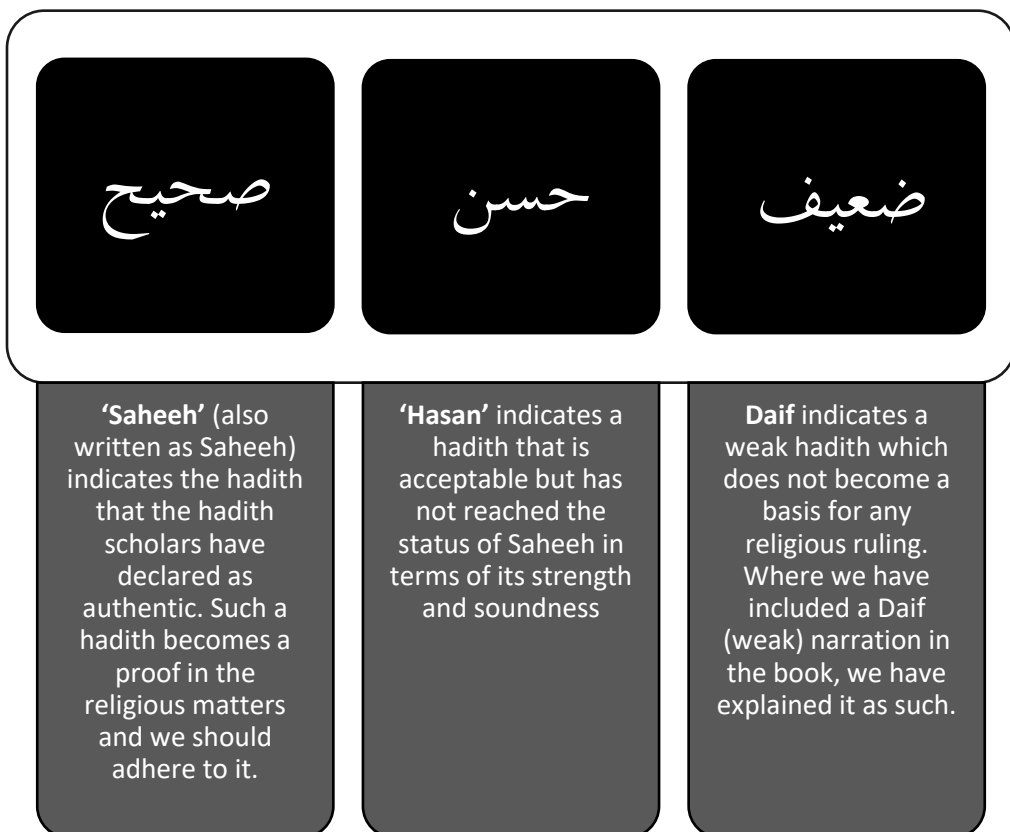 صحيح
حسن
ضعيف
‘Saheeh’ (also
written as Saheeh)
indicates the hadith
that the hadith
scholars have
declared as
authentic. Such a
hadith becomes a
proof in the
religious matters
and we should
adhere to it.
‘Hasan’ indicates a
hadith that is
acceptable but has
not reached the
status of Saheeh in
terms of its strength
and soundness
Daif indicates a
weak hadith which
does not become a
basis for any
religious ruling.
Where we have
included a Daif
(weak) narration in
the book, we have
explained it as such.